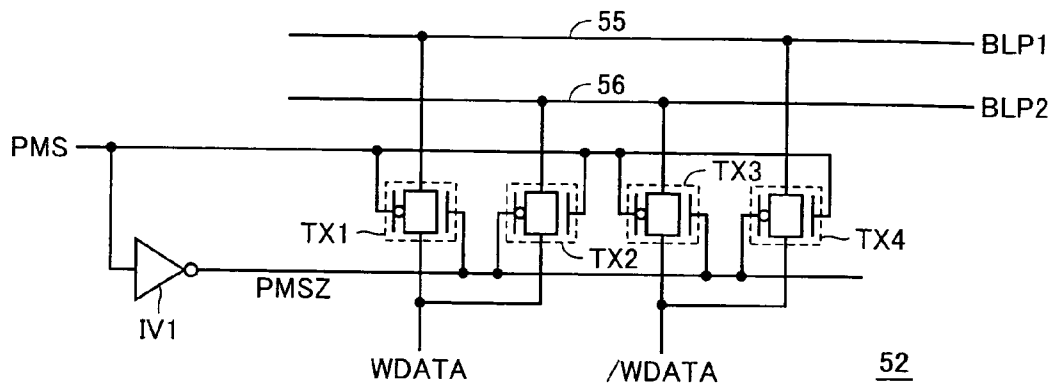 55
BLP1
56
BLP2
PMS
TX3
TX1
TX2
TX4
PMSZ
IV1
WDATA
/WDATA
52